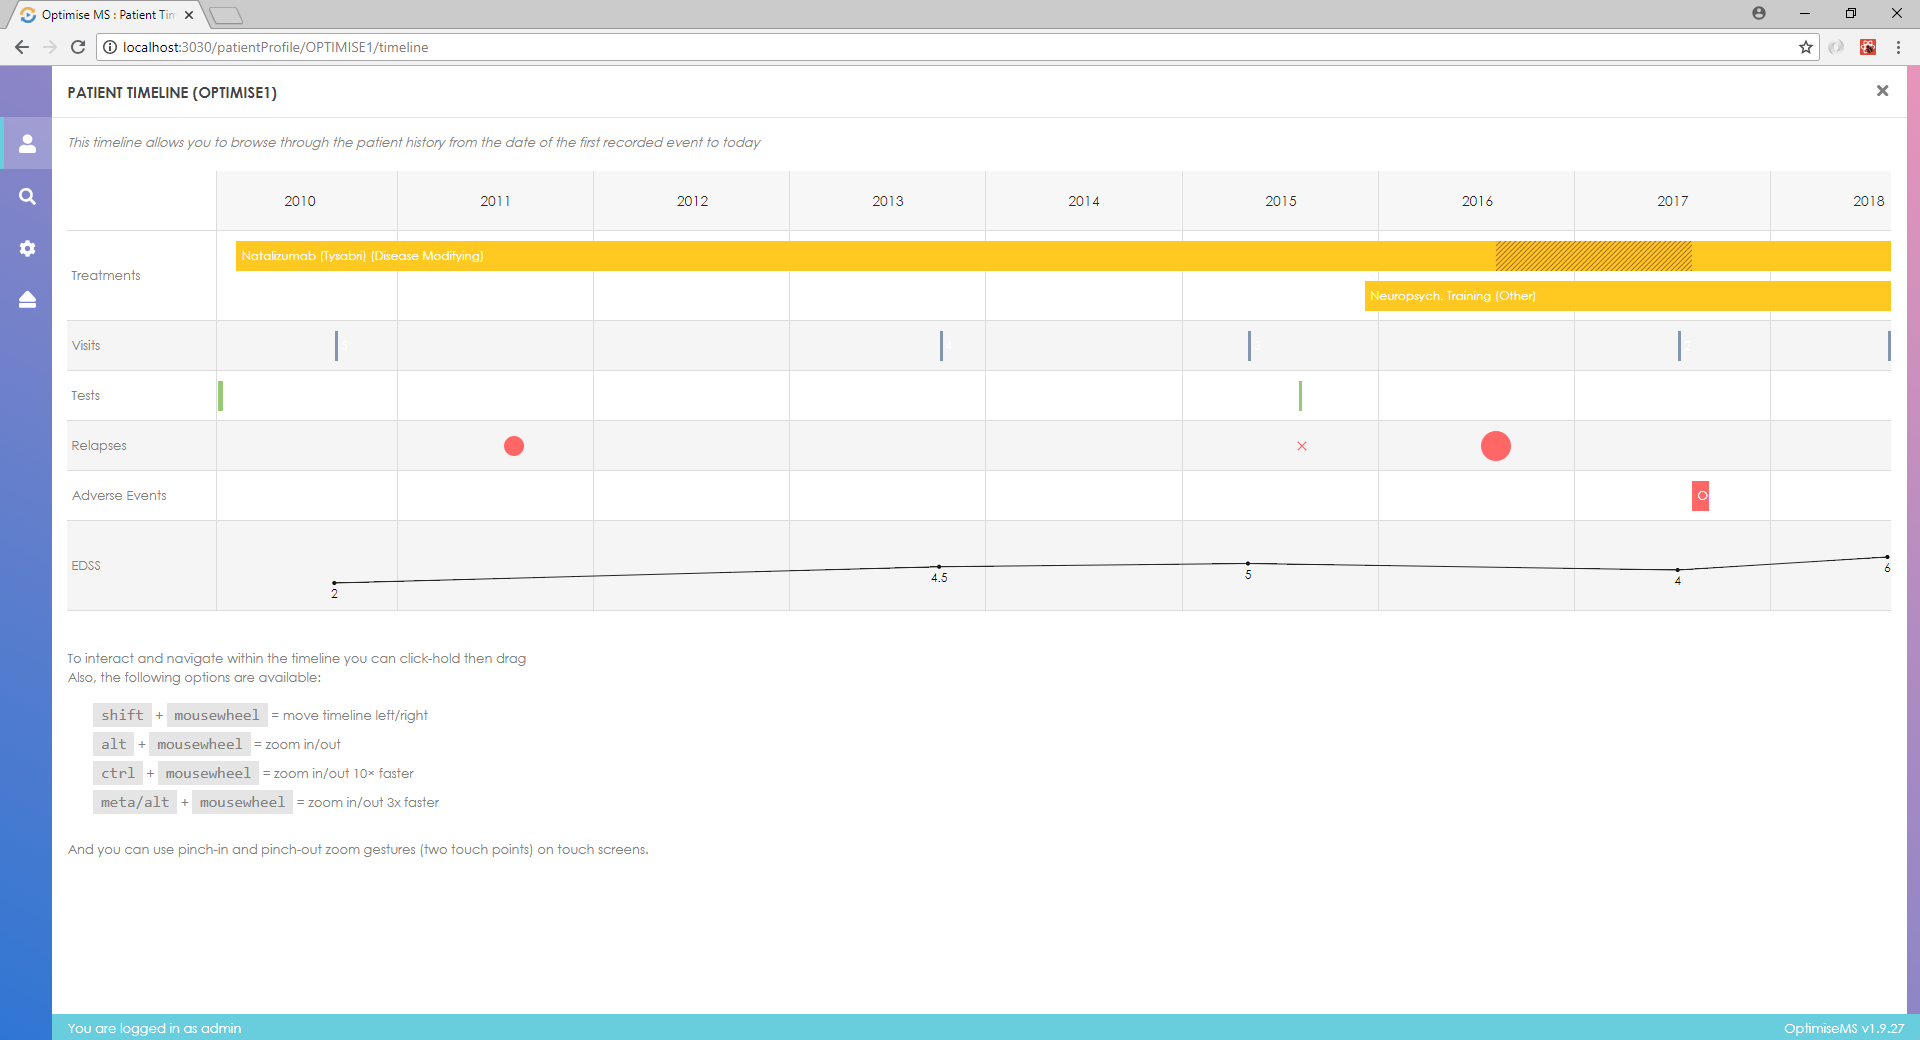 Optimise MS : Patient Tim
localhost:3030/patientProfile/OPTIMISE1/timeline
PATIENT TIMELINE (OPTIMISE1)
This timeline allows you to browse through the patient history from the date of the first recorded event to today
2010 2011 2012 2013 2014 2015 2016 2017 2018
Natalizumab (Tysabri) (Disease Modifying)
Treatments
Neuropsych. Training (Other)
Visits
Tests
Relapses
Adverse Events
O
EDSS
2 4.5 5 4 6
To interact and navigate within the timeline you can click-hold then drag
Also, the following options are available:
shift + mousewheel = move timeline left/right
alt + mousewheel = zoom in/out
ctrl + mousewheel = zoom in/out 10× faster
meta/alt + mousewheel = zoom in/out 3x faster
And you can use pinch-in and pinch-out zoom gestures (two touch points) on touch screens.
You are logged in as admin
OptimiseMS v1.9.27